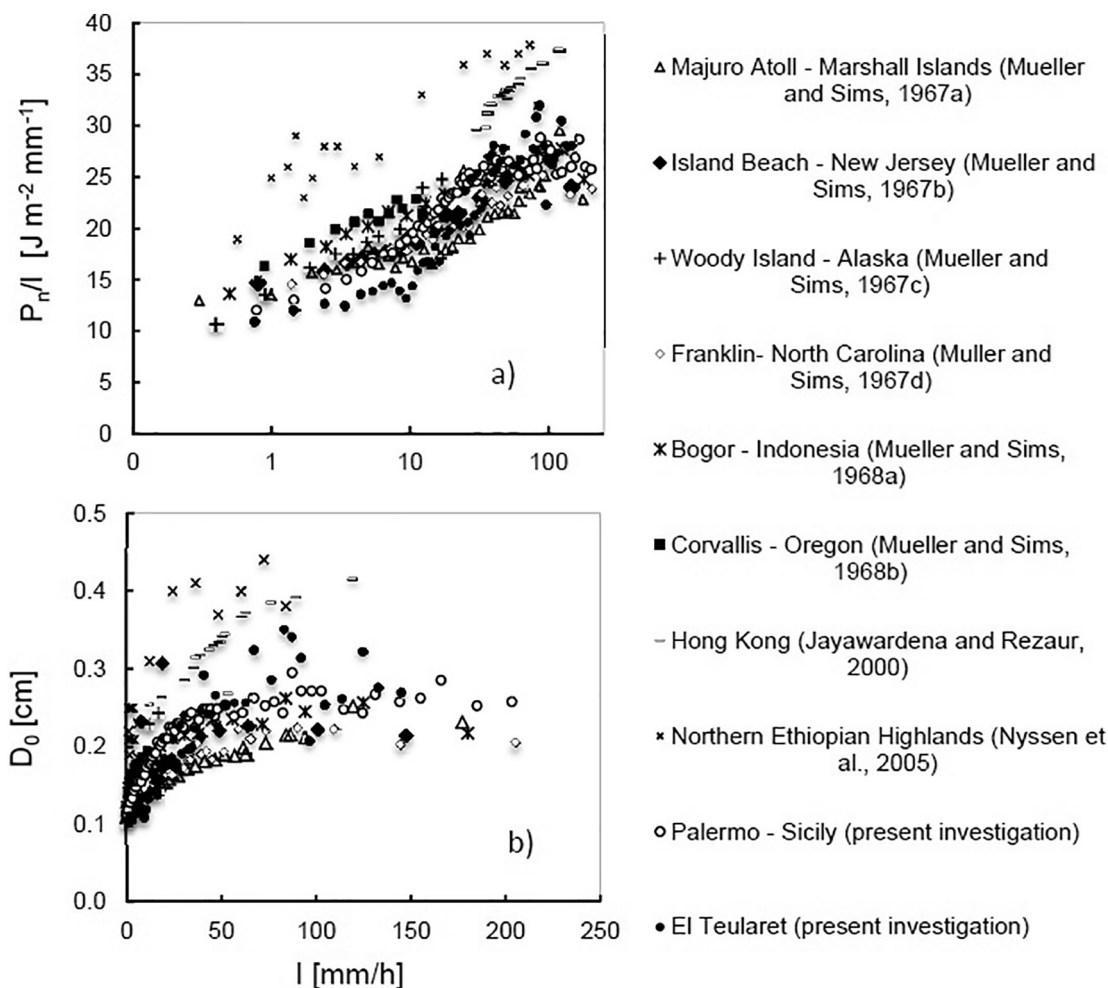 40
35
30
25
20
15
10
5
0
Pₙ/I [J m⁻² mm⁻¹]
a)
0 1 10 100
0.5
0.4
0.3
0.2
0.1
0.0
D₀ [cm]
b)
0 50 100 150 200 250
I [mm/h]
Majuro Atoll - Marshall Islands (Mueller
and Sims, 1967a)
Island Beach - New Jersey (Mueller and
Sims, 1967b)
Woody Island - Alaska (Mueller and
Sims, 1967c)
Franklin- North Carolina (Muller and
Sims, 1967d)
Bogor - Indonesia (Mueller and Sims,
1968a)
Corvallis - Oregon (Mueller and Sims,
1968b)
Hong Kong (Jayawardena and Rezaur,
2000)
Northern Ethiopian Highlands (Nyssen et
al., 2005)
Palermo - Sicily (present investigation)
El Teularet (present investigation)